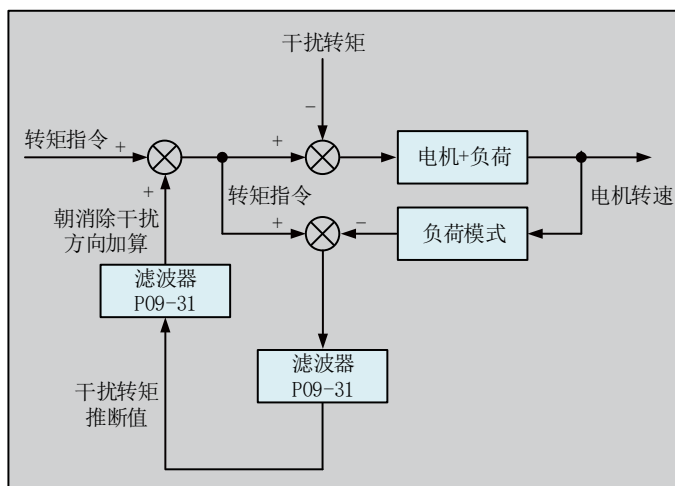 干扰转矩
−
转矩指令
+
+
电机+负荷
+
转矩指令
电机转速
朝消除干扰
方向加算
+
−
负荷模式
滤波器
P09-31
滤波器
P09-31
干扰转矩
推断值